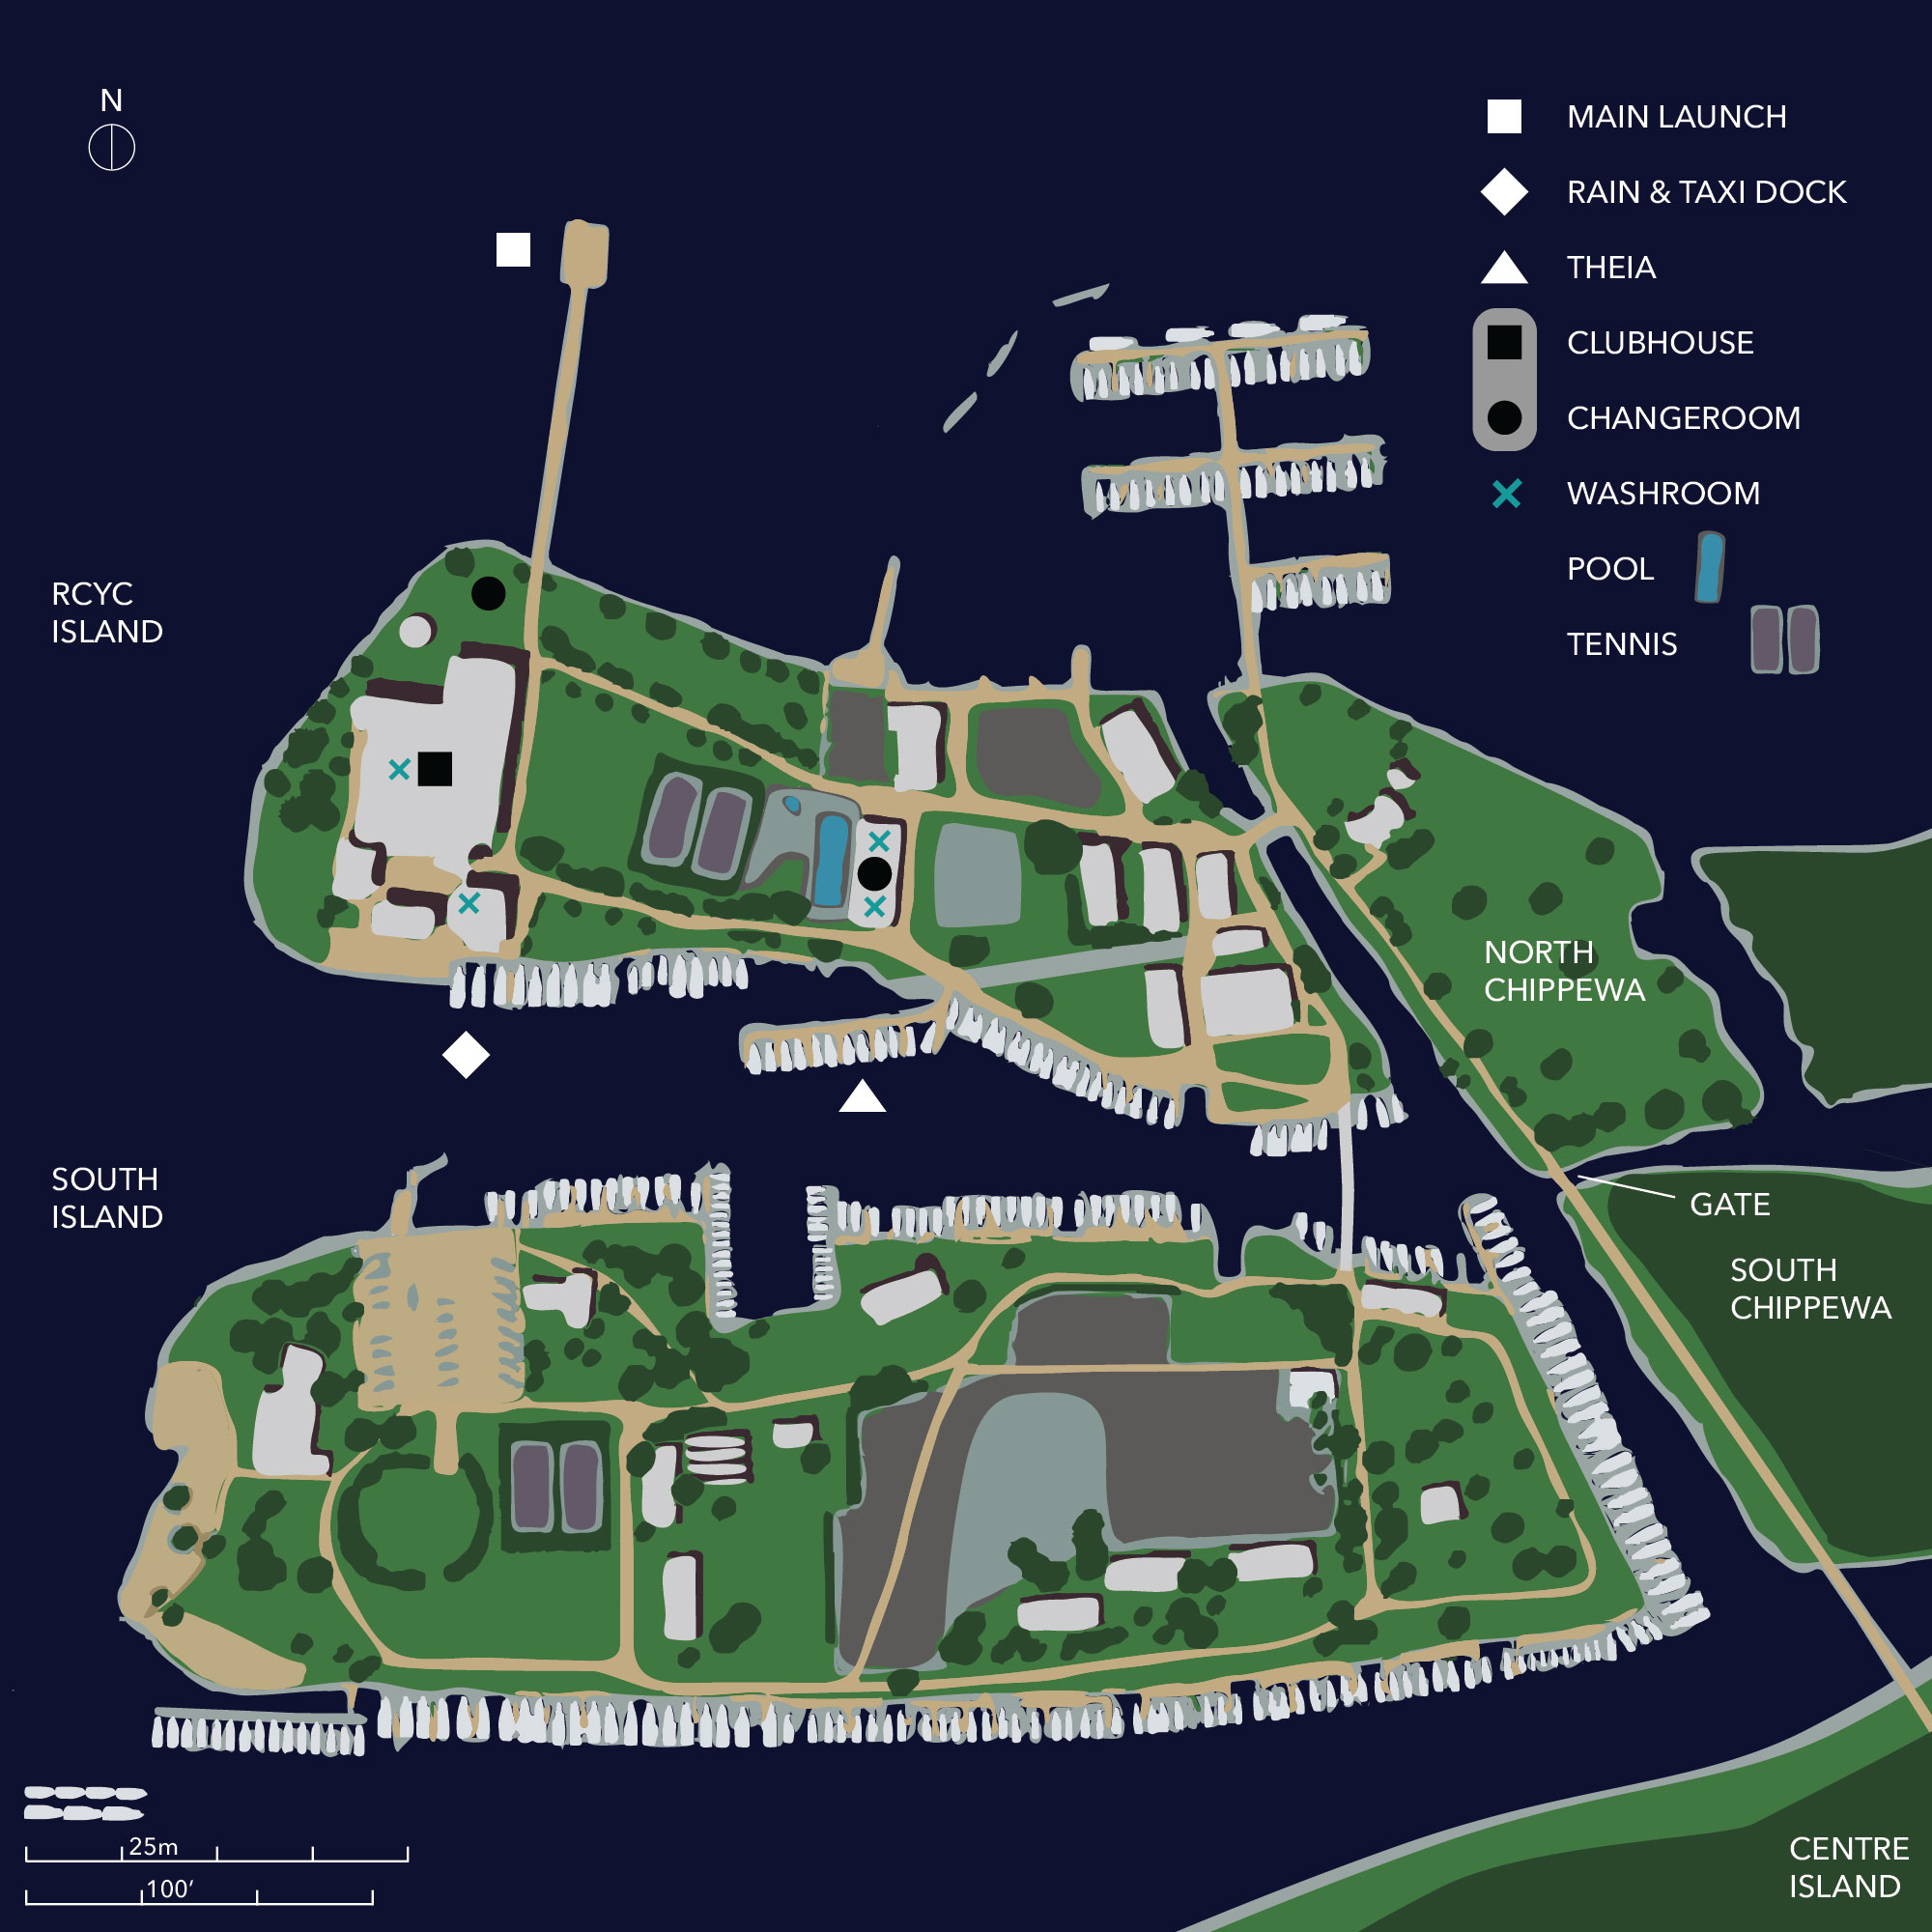 N
MAIN LAUNCH
RAIN & TAXI DOCK
THEIA
CLUBHOUSE
CHANGEROOM
WASHROOM
POOL
TENNIS
RCYC
ISLAND
NORTH
CHIPPEWA
SOUTH
ISLAND
GATE
SOUTH
CHIPPEWA
25m
100’
CENTRE
ISLAND